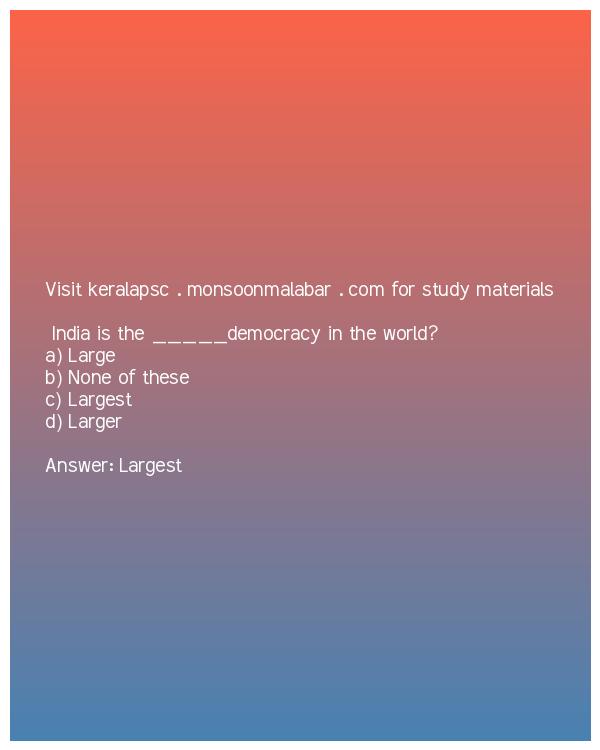 Visit keralapsc . monsoonmalabar . com for study materials
India is the _____democracy in the world?
a) Large
b) None of these
c) Largest
d) Larger
Answer: Largest